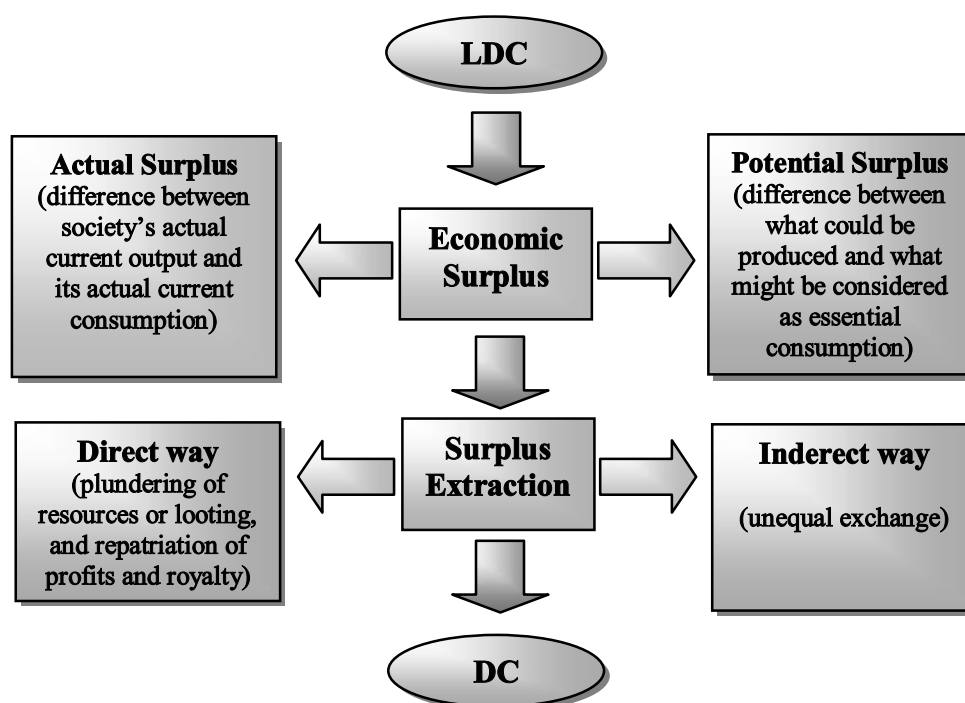 LDC
Actual Surplus
(difference between
society's actual
current output and
its actual current
consumption)
Economic
Surplus
Potential Surplus
(difference between
what could be
produced and what
might be considered
as essential
consumption)
Direct way
(plundering of
resources or looting,
and repatriation of
profits and royalty)
Surplus
Extraction
Inderect way
(unequal exchange)
DC